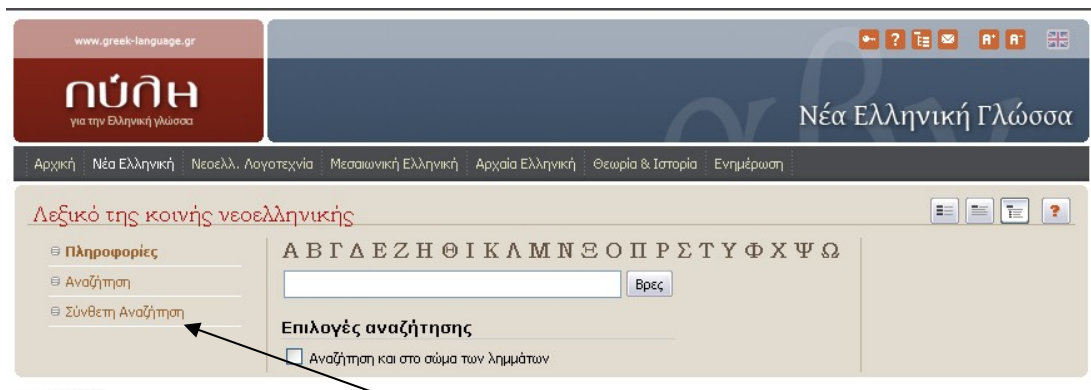 www.greek-language.gr
πύλη
για την Ελληνική γλώσσα
? A+ A-
αβγ
Νέα Ελληνική Γλώσσα
Αρχική Νέα Ελληνική Νεοελλ. Λογοτεχνία Μεσαιωνική Ελληνική Αρχαία Ελληνική Θεωρία & Ιστορία Ενημέρωση
Λεξικό της κοινής νεοελληνικής
?
Πληροφορίες
Αναζήτηση
Σύνθετη Αναζήτηση
Α Β Γ Δ Ε Ζ Η Θ Ι Κ Λ Μ Ν Ξ Ο Π Ρ Σ Τ Υ Φ Χ Ψ Ω
Βρες
Επιλογές αναζήτησης
Αναζήτηση και στο σώμα των λημμάτων